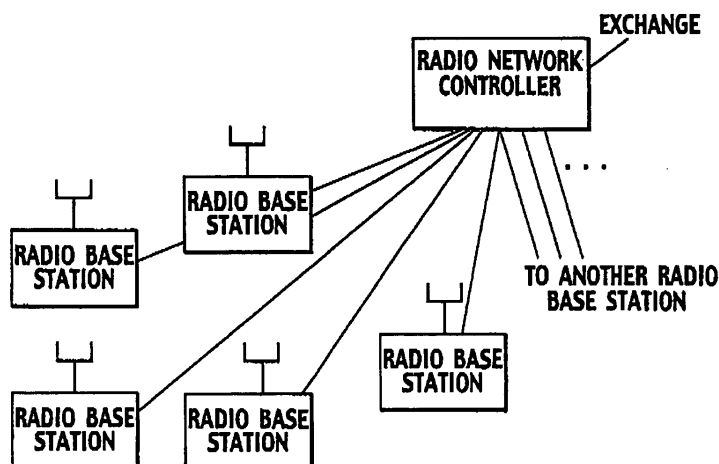 EXCHANGE
RADIO NETWORK
CONTROLLER
RADIO BASE
STATION
RADIO BASE
STATION
TO ANOTHER RADIO
BASE STATION
RADIO BASE
STATION
RADIO BASE
STATION
RADIO BASE
STATION